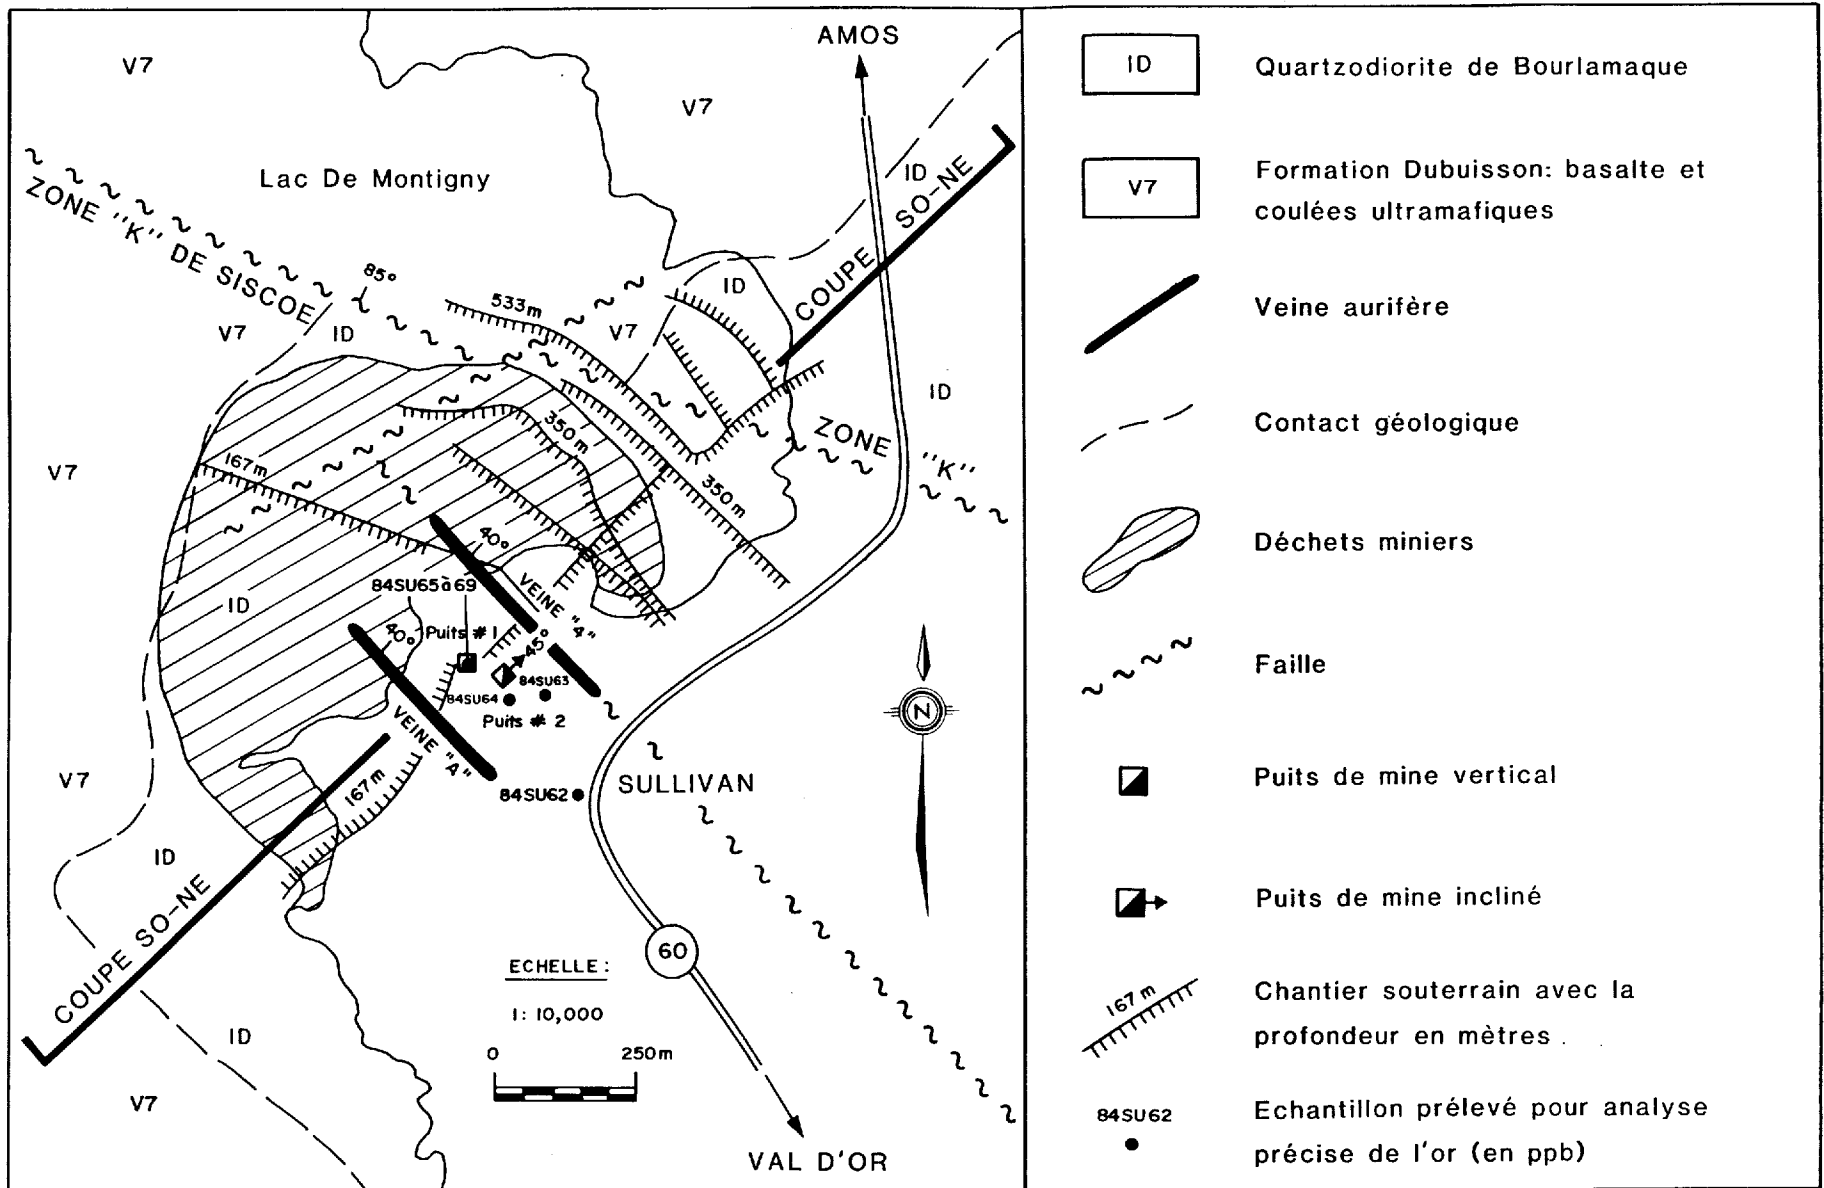 AMOS
V7
V7
Lac De Montigny
ID
COUPE SO-NE
ZONE "K" DE SISCOE
85°
ID
533m
V7
ID
V7
ID
350m
ZONE "K"
V7
167m
350m
40°
84SU65à69
VEINE "4"
ID
Puits # 1
40°
45°
84SU63
84SU64
Puits # 2
VEINE "A"
V7
167m
84SU62
SULLIVAN
ID
COUPE SO-NE
60
ECHELLE:
1: 10,000
ID
0 250m
V7
VAL D'OR
N
ID
Quartzodiorite de Bourlamaque
V7
Formation Dubuisson: basalte et
coulées ultramafiques
Veine aurifère
Contact géologique
Déchets miniers
Faille
Puits de mine vertical
Puits de mine incliné
167 m
Chantier souterrain avec la
profondeur en mètres .
84SU62
Echantillon prélevé pour analyse
précise de l'or (en ppb)